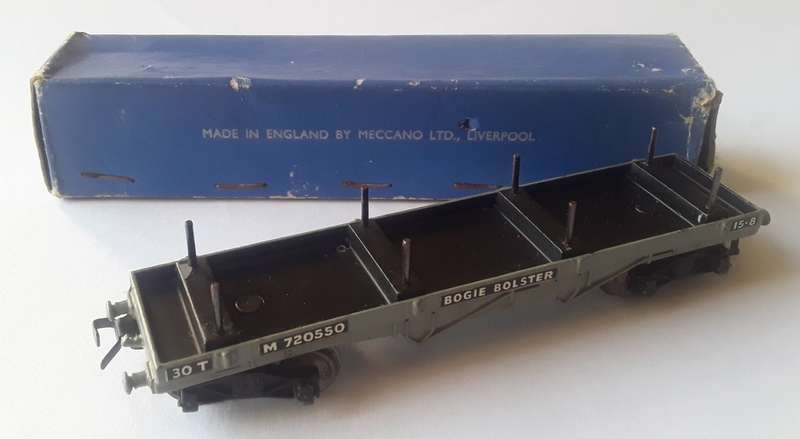 MADE IN ENGLAND BY MECCANO LTD., LIVERPOOL
15-8
BOGIE BOLSTER
M 720550
30 T